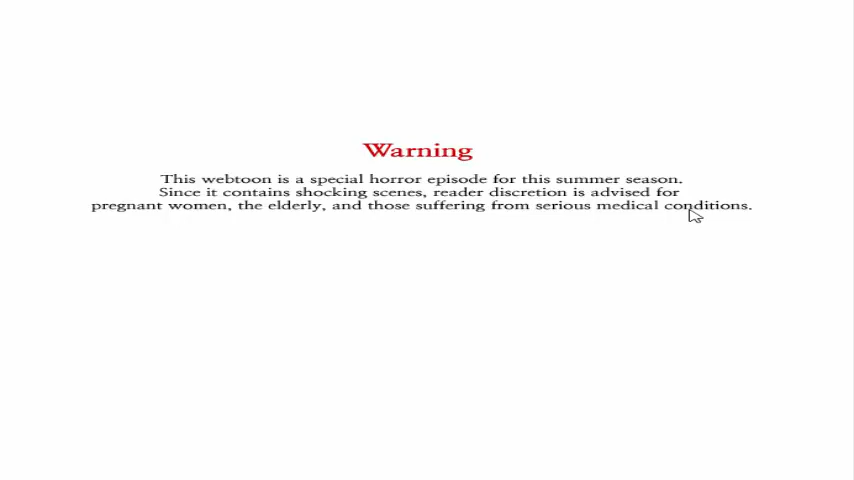 Warning
This webtoon is a special horror episode for this summer season.
Since it contains shocking scenes, reader discretion is advised for
pregnant women, the elderly, and those suffering from serious medical conditions.